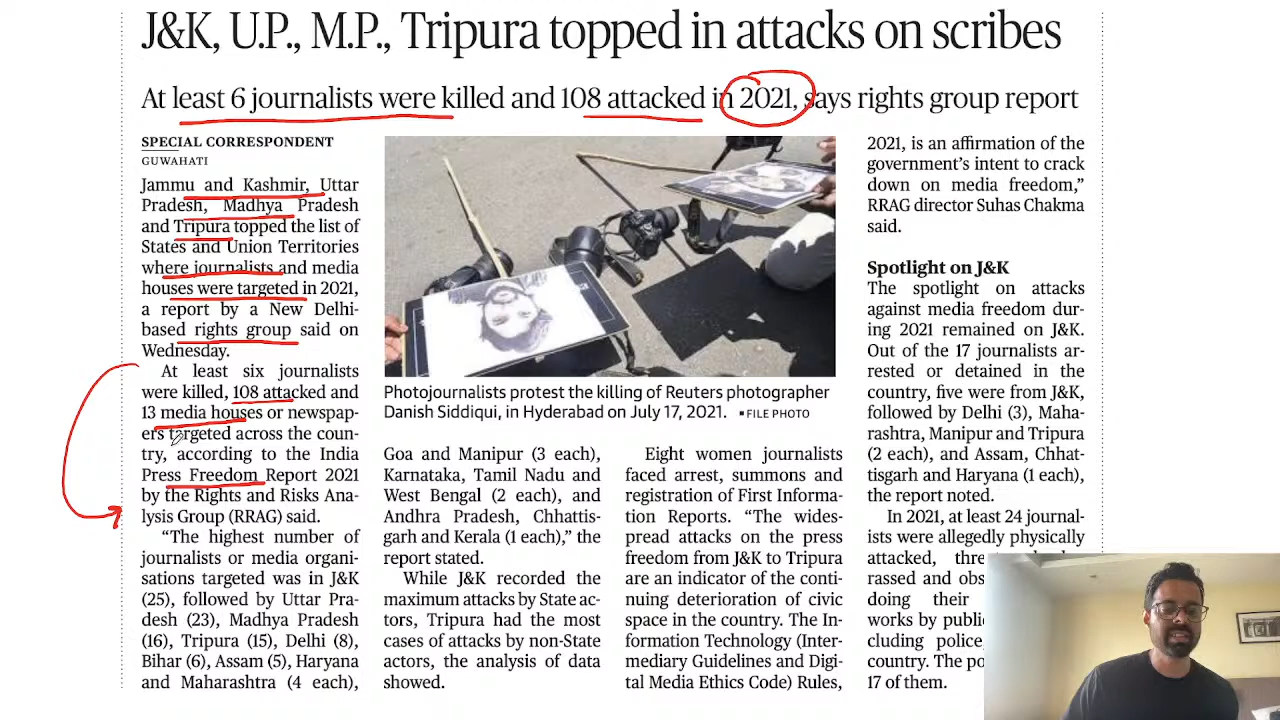 J&K, U.P., M.P., Tripura topped in attacks on scribes
At least 6 journalists were killed and 108 attacked in 2021, says rights group report
SPECIAL CORRESPONDENT
GUWAHATI
Jammu and Kashmir, Uttar
Pradesh, Madhya Pradesh
and Tripura topped the list of
States and Union Territories
where journalists and media
houses were targeted in 2021,
a report by a New Delhi-
based rights group said on
Wednesday.
At least six journalists
were killed, 108 attacked and
13 media houses or newspap-
ers targeted across the coun-
try, according to the India
Press Freedom Report 2021
by the Rights and Risks Ana-
lysis Group (RRAG) said.
“The highest number of
journalists or media organi-
sations targeted was in J&K
(25), followed by Uttar Pra-
desh (23), Madhya Pradesh
(16), Tripura (15), Delhi (8),
Bihar (6), Assam (5), Haryana
and Maharashtra (4 each),
Photojournalists protest the killing of Reuters photographer
Danish Siddiqui, in Hyderabad on July 17, 2021. ▪FILE PHOTO
Goa and Manipur (3 each),
Karnataka, Tamil Nadu and
West Bengal (2 each), and
Andhra Pradesh, Chhattis-
garh and Kerala (1 each),” the
report stated.
While J&K recorded the
maximum attacks by State ac-
tors, Tripura had the most
cases of attacks by non-State
actors, the analysis of data
showed.
Eight women journalists
faced arrest, summons and
registration of First Informa-
tion Reports. “The wides-
pread attacks on the press
freedom from J&K to Tripura
are an indicator of the conti-
nuing deterioration of civic
space in the country. The In-
formation Technology (Inter-
mediary Guidelines and Digi-
tal Media Ethics Code) Rules,
2021, is an affirmation of the
government’s intent to crack
down on media freedom,”
RRAG director Suhas Chakma
said.
Spotlight on J&K
The spotlight on attacks
against media freedom dur-
ing 2021 remained on J&K.
Out of the 17 journalists ar-
rested or detained in the
country, five were from J&K,
followed by Delhi (3), Maha-
rashtra, Manipur and Tripura
(2 each), and Assam, Chhat-
tisgarh and Haryana (1 each),
the report noted.
In 2021, at least 24 journal-
ists were allegedly physically
attacked,
rassed and
doing their
works by
cluding
country. The
17 of them.